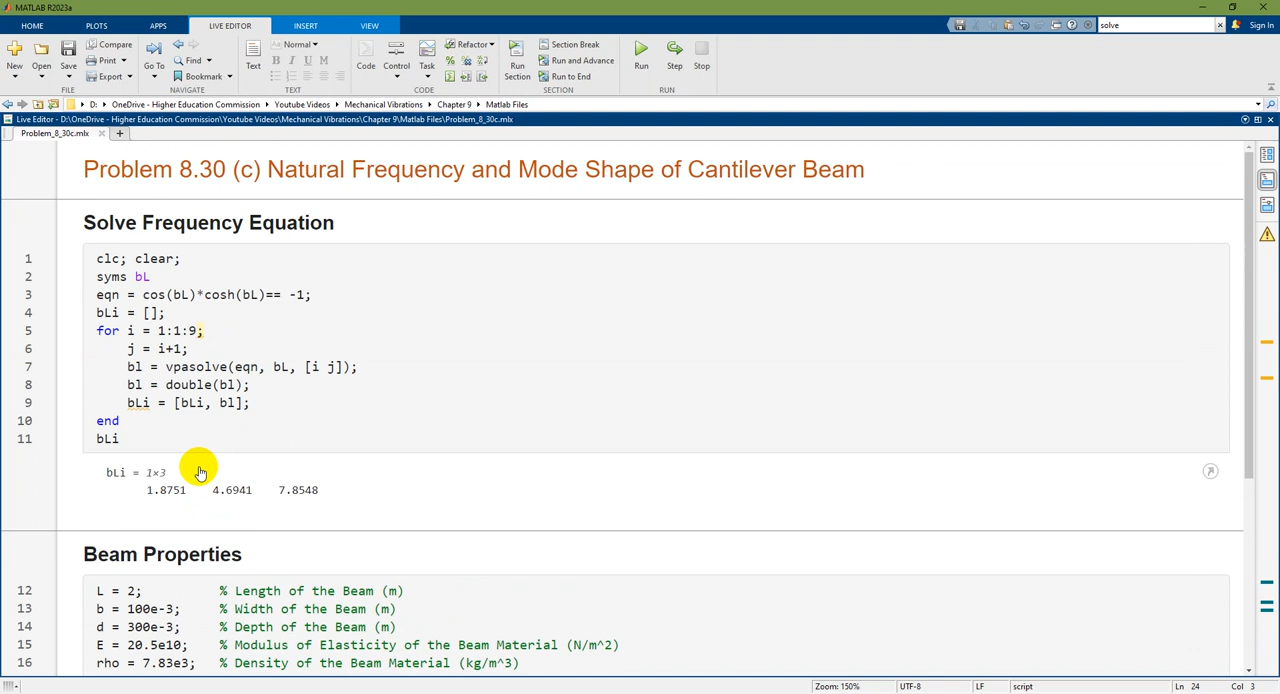 MATLAB R2023a
HOME PLOTS APPS LIVE EDITOR INSERT VIEW solve Sign In
New Open Save Compare Print Export Go To Find Bookmark Text Normal B I U M Code Control Task Refactor Run Section Section Break Run and Advance Run to End Run Step Stop
FILE NAVIGATE TEXT CODE SECTION RUN
D: OneDrive - Higher Education Commission Youtube Videos Mechanical Vibrations Chapter 9 Matlab Files
Live Editor - D:\OneDrive - Higher Education Commission\Youtube Videos\Mechanical Vibrations\Chapter 9\Matlab Files\Problem_8_30c.mlx
Problem_8_30c.mlx
Problem 8.30 (c) Natural Frequency and Mode Shape of Cantilever Beam
Solve Frequency Equation
1 clc; clear;
2 syms bL
3 eqn = cos(bL)*cosh(bL)== -1;
4 bLi = [];
5 for i = 1:1:9;
6 j = i+1;
7 bl = vpasolve(eqn, bL, [i j]);
8 bl = double(bl);
9 bLi = [bLi, bl];
10 end
11 bLi
bLi = 1×3
1.8751 4.6941 7.8548
Beam Properties
12 L = 2; % Length of the Beam (m)
13 b = 100e-3; % Width of the Beam (m)
14 d = 300e-3; % Depth of the Beam (m)
15 E = 20.5e10; % Modulus of Elasticity of the Beam Material (N/m^2)
16 rho = 7.83e3; % Density of the Beam Material (kg/m^3)
Zoom: 150% UTF-8 LF script Ln 24 Col 3